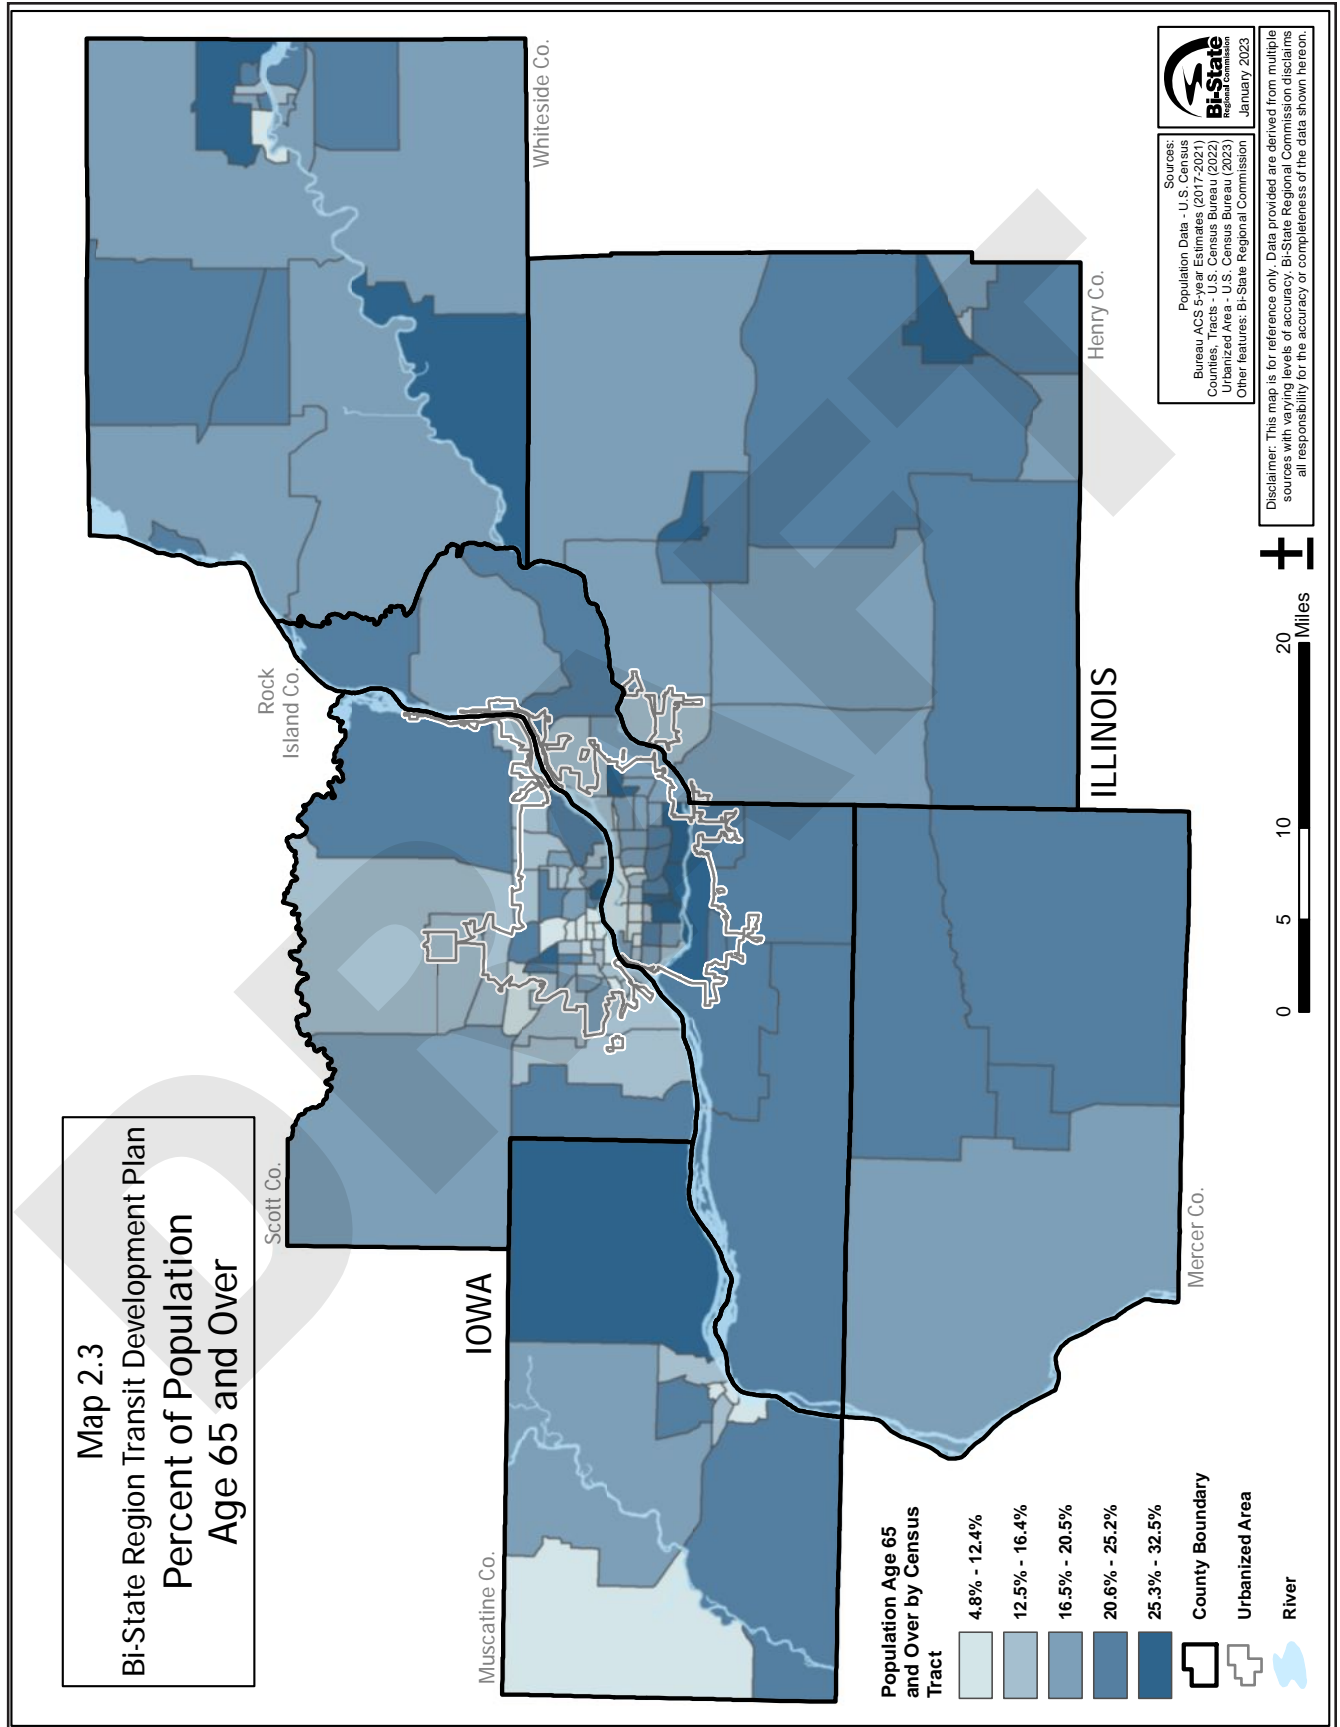 Map 2.3
Bi-State Region Transit Development Plan
Percent of Population
Age 65 and Over
Scott Co.
Rock
Island Co.
Whiteside Co.
IOWA
Muscatine Co.
ILLINOIS
Henry Co.
Mercer Co.
DRAFT
Population Age 65
and Over by Census
Tract
4.8% - 12.4%
12.5% - 16.4%
16.5% - 20.5%
20.6% - 25.2%
25.3% - 32.5%
County Boundary
Urbanized Area
River
0 5 10 20
Miles
Sources:
Population Data - U.S. Census
Bureau ACS 5-year Estimates (2017-2021)
Counties, Tracts - U.S. Census Bureau (2022)
Urbanized Area - U.S. Census Bureau (2023)
Other features: Bi-State Regional Commission
Bi-State
Regional Commission
January 2023
Disclaimer: This map is for reference only. Data provided are derived from multiple
sources with varying levels of accuracy. Bi-State Regional Commission disclaims
all responsibility for the accuracy or completeness of the data shown hereon.